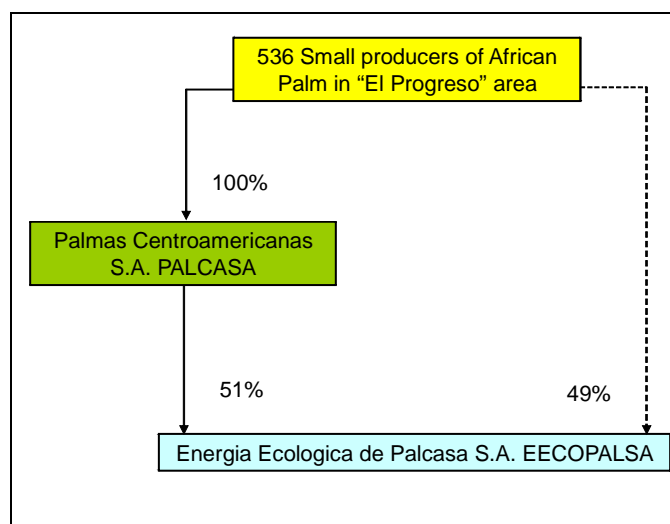 536 Small producers of African
Palm in “El Progreso” area
100%
Palmas Centroamericanas
S.A. PALCASA
51%
49%
Energia Ecologica de Palcasa S.A. EECOPALSA